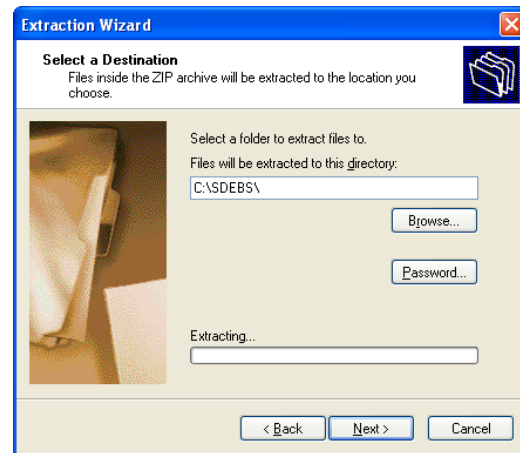 Extraction Wizard
Select a Destination
Files inside the ZIP archive will be extracted to the location you
choose.
Select a folder to extract files to.
Files will be extracted to this directory:
C:\SDEBS\
Browse...
Password...
Extracting...
< Back
Next >
Cancel